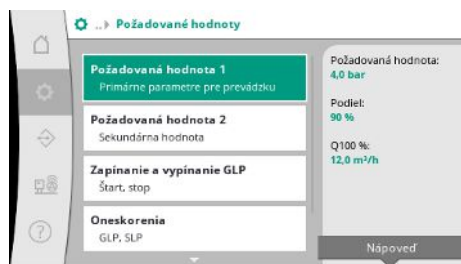 ..▸ Požadované hodnoty
Požadovaná hodnota 1
Primárne parametre pre prevádzku
Požadovaná hodnota 2
Sekundárna hodnota
Zapínanie a vypínanie GLP
Štart, stop
Oneskorenia
GLP, SLP
Požadovaná hodnota:
4,0 bar
Podiel:
90 %
Q100 %:
12,0 m³/h
Nápoveď